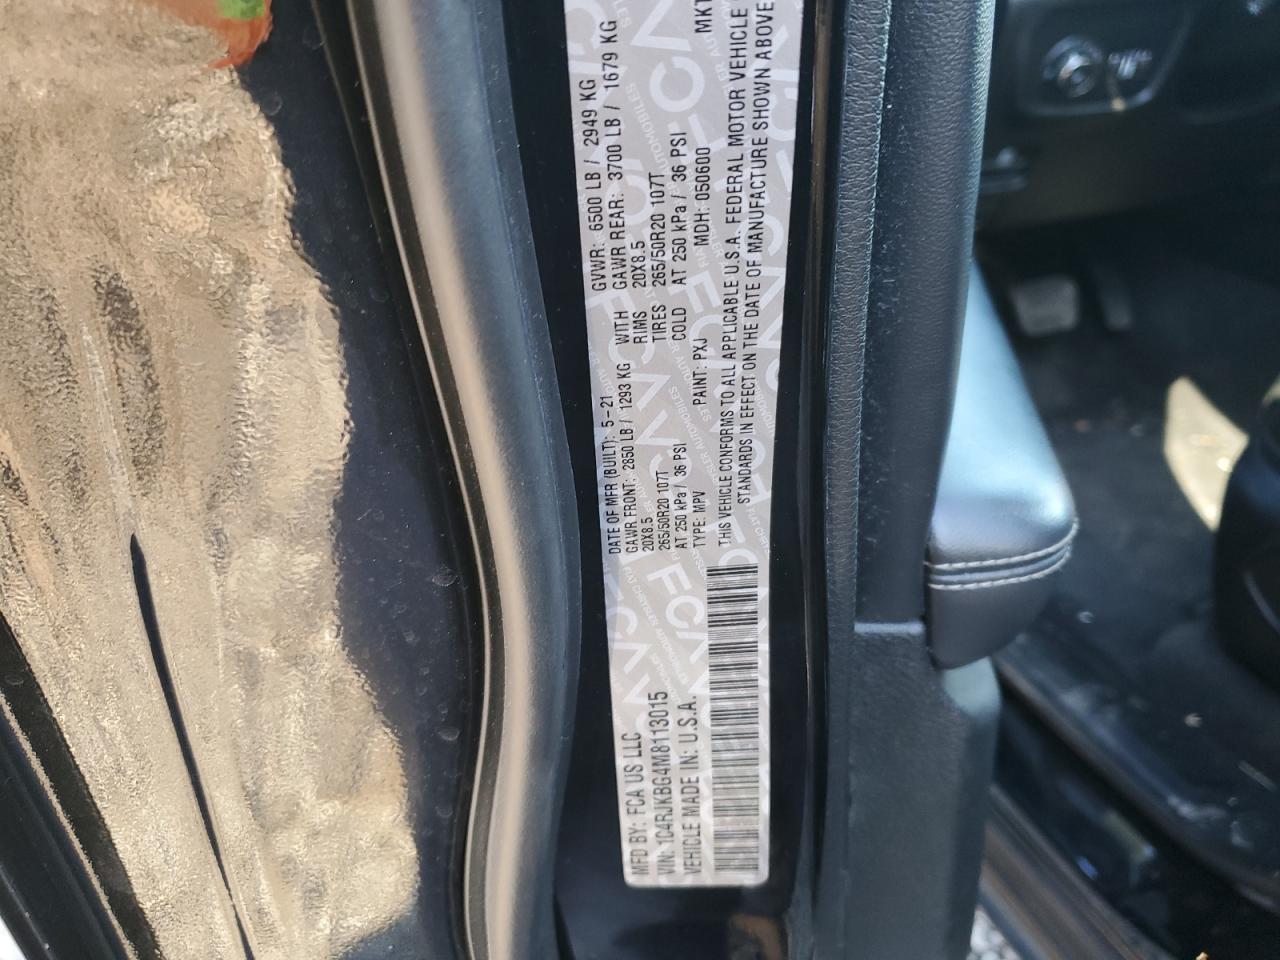 MFD BY: FCA US LLC
DATE OF MFR (BUILT): 5-21
GVWR: 6500 LB / 2949 KG
GAWR FRONT: 2850 LB / 1293 KG WITH
GAWR REAR: 3700 LB / 1679 KG
20X8.5
RIMS
20X8.5
265/50R20 107T
TIRES
265/50R20 107T
AT 250 kPa / 36 PSI
COLD
AT 250 kPa / 36 PSI
VIN: 1C4RJKBG4M8113015
TYPE: MPV
PAINT: PXJ
MDH: 050600
MKT
VEHICLE MADE IN: U.S.A.
THIS VEHICLE CONFORMS TO ALL APPLICABLE U.S.A. FEDERAL MOTOR VEHICLE
STANDARDS IN EFFECT ON THE DATE OF MANUFACTURE SHOWN ABOVE